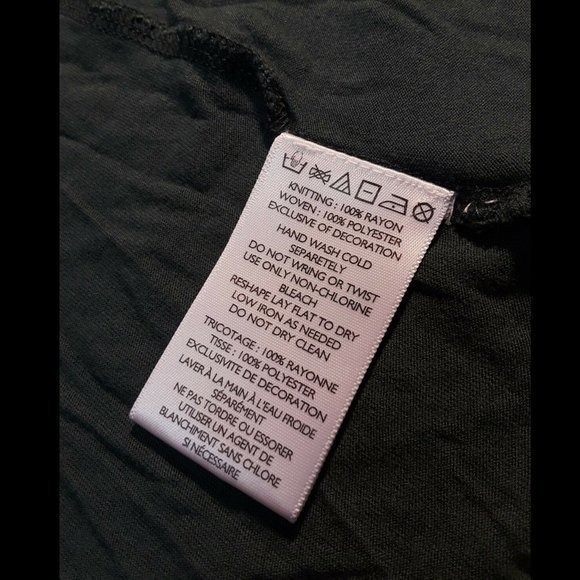 KNITTING : 100% RAYON
WOVEN : 100% POLYESTER
EXCLUSIVE OF DECORATION
HAND WASH COLD
SEPARETELY
DO NOT WRING OR TWIST
USE ONLY NON-CHLORINE
BLEACH
RESHAPE LAY FLAT TO DRY
LOW IRON AS NEEDED
DO NOT DRY CLEAN
TRICOTAGE : 100% RAYONNE
TISSE : 100% POLYESTER
EXCLUSIVITE DE DECORATION
LAVER À LA MAIN À L'EAU FROIDE
SÉPARÉMENT
NE PAS TORDRE OU ESSORER
UTILISER UN AGENT DE
BLANCHIMENT SANS CHLORE
SI NÉCESSAIRE